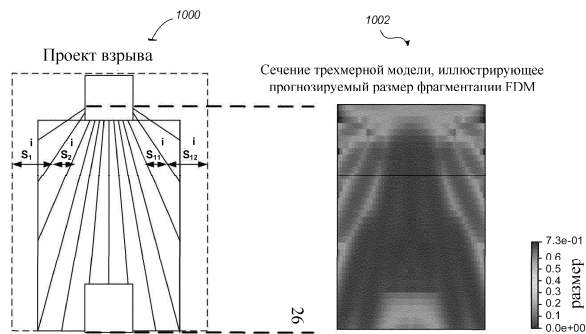 1000
1002
Проект взрыва
Сечение трехмерной модели, иллюстрирующее
прогнозируемый размер фрагментации FDM
i i i i
S1 S2 S11 S12
26
7.3e-01
0.6
0.5
0.4
0.3
0.2
0.1
0.0e+00
размер